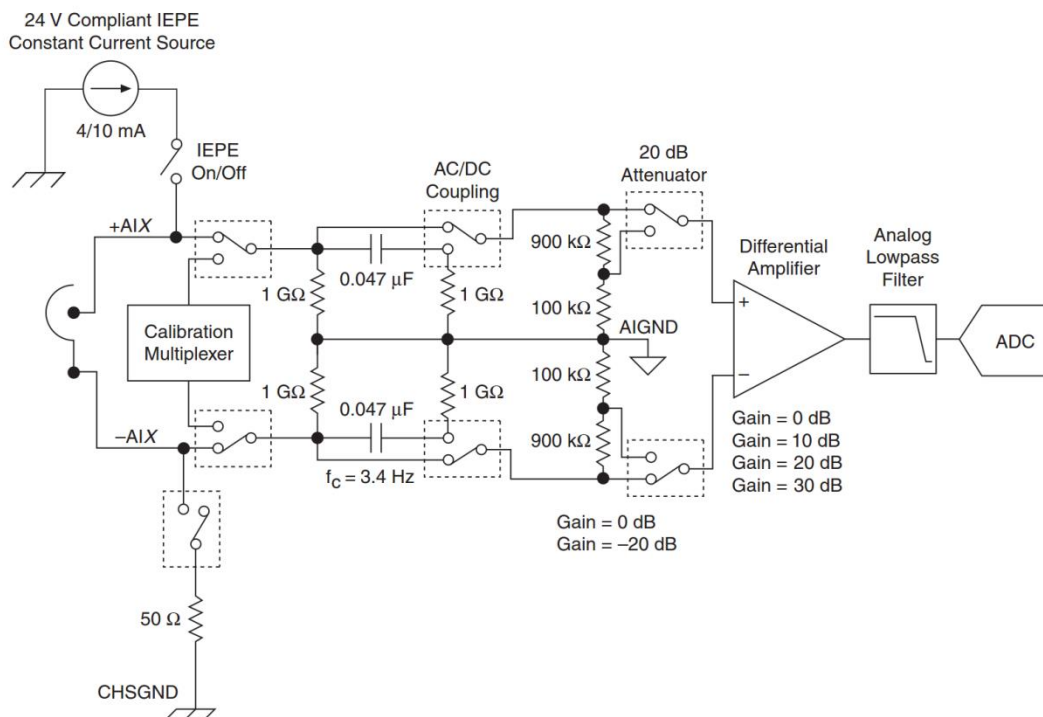 24 V Compliant IEPE
Constant Current Source
4/10 mA
IEPE
On/Off
+AIX
Calibration
Multiplexer
−AIX
50 Ω
CHSGND
1 GΩ
1 GΩ
0.047 µF
0.047 µF
fC = 3.4 Hz
AC/DC
Coupling
1 GΩ
1 GΩ
20 dB
Attenuator
900 kΩ
100 kΩ
AIGND
100 kΩ
900 kΩ
Gain = 0 dB
Gain = −20 dB
Differential
Amplifier
+
−
Gain = 0 dB
Gain = 10 dB
Gain = 20 dB
Gain = 30 dB
Analog
Lowpass
Filter
ADC